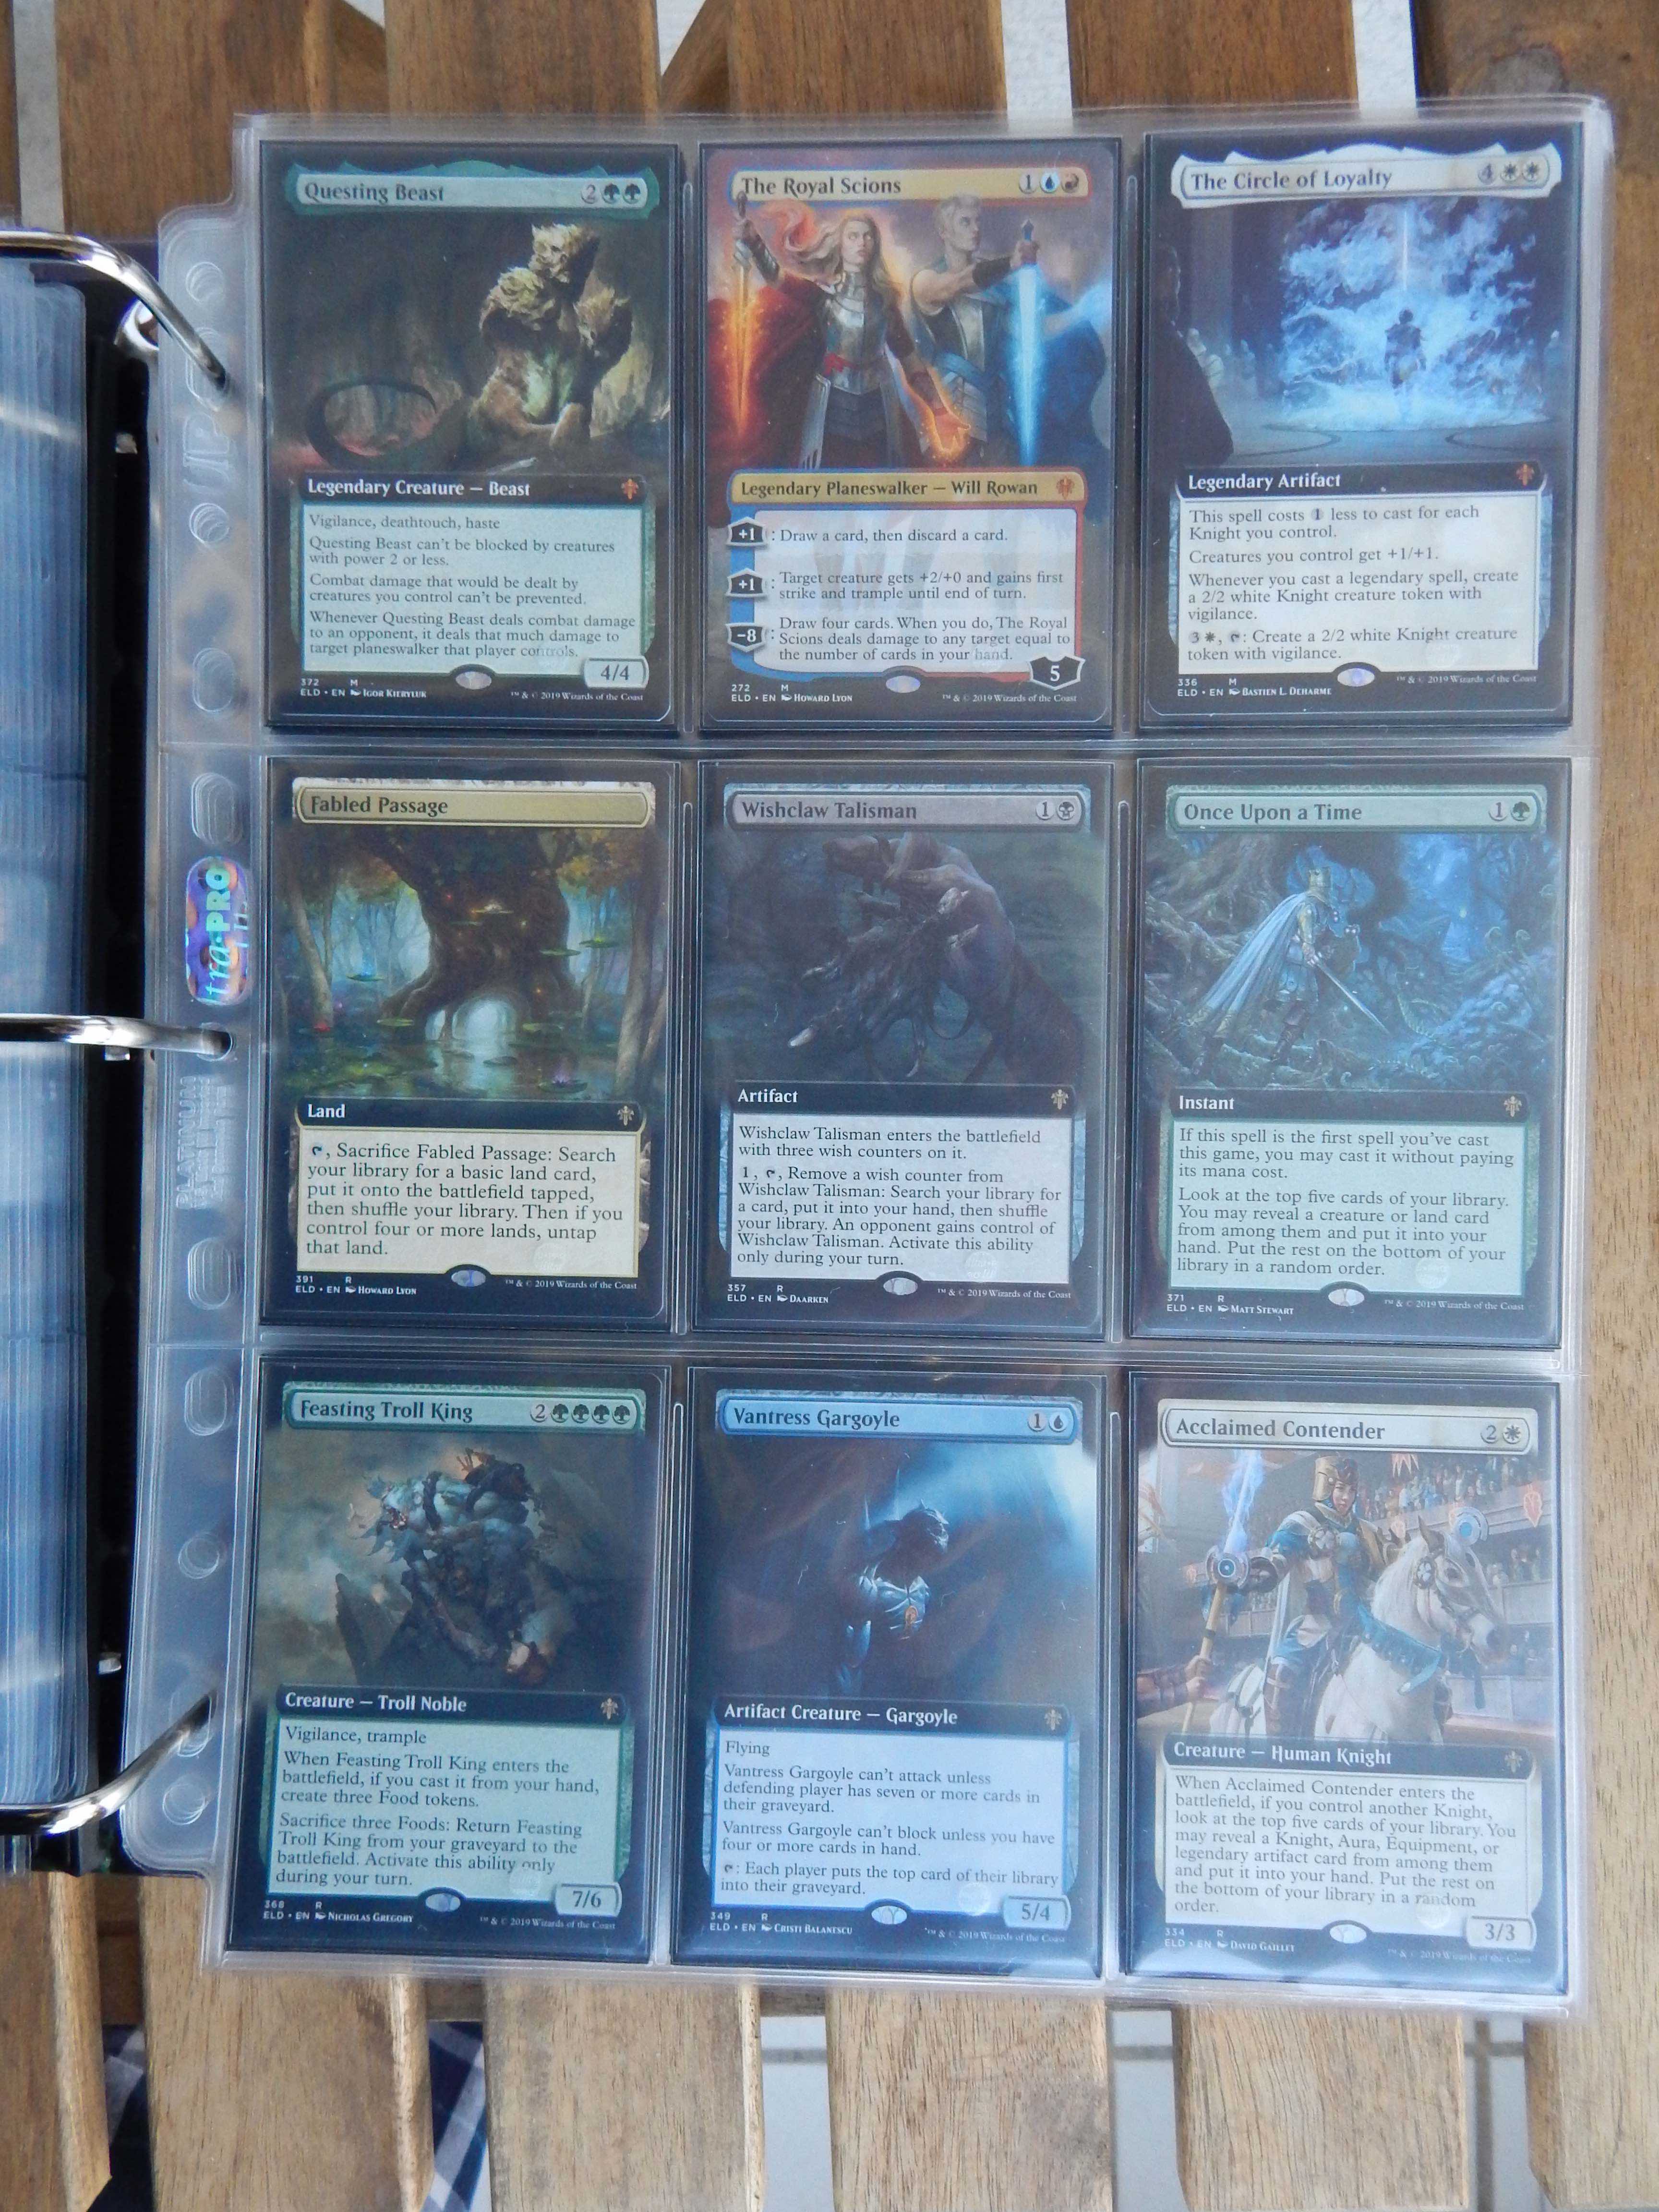 Questing Beast 2
Legendary Creature — Beast
Vigilance, deathtouch, haste
Questing Beast can't be blocked by creatures
with power 2 or less.
Combat damage that would be dealt by
creatures you control can't be prevented.
Whenever Questing Beast deals combat damage
to an opponent, it deals that much damage to
target planeswalker that player controls.
4/4
372 M
ELD • EN IGOR KIERYLUK ™ & © 2019 Wizards of the Coast
The Royal Scions 1
Legendary Planeswalker — Will Rowan
+1 : Draw a card, then discard a card.
+1 : Target creature gets +2/+0 and gains first
strike and trample until end of turn.
−8 : Draw four cards. When you do, The Royal
Scions deals damage to any target equal to
the number of cards in your hand.
5
272 M
ELD • EN HOWARD LYON ™ & © 2019 Wizards of the Coast
The Circle of Loyalty 4
Legendary Artifact
This spell costs 1 less to cast for each
Knight you control.
Creatures you control get +1/+1.
Whenever you cast a legendary spell, create
a 2/2 white Knight creature token with
vigilance.
3 , : Create a 2/2 white Knight creature
token with vigilance.
336 M
ELD • EN BASTIEN L. DEHARME ™ & © 2019 Wizards of the Coast
Fabled Passage
Land
, Sacrifice Fabled Passage: Search
your library for a basic land card,
put it onto the battlefield tapped,
then shuffle your library. Then if you
control four or more lands, untap
that land.
391 R
ELD • EN HOWARD LYON ™ & © 2019 Wizards of the Coast
Wishclaw Talisman 1
Artifact
Wishclaw Talisman enters the battlefield
with three wish counters on it.
1, , Remove a wish counter from
Wishclaw Talisman: Search your library for
a card, put it into your hand, then shuffle
your library. An opponent gains control of
Wishclaw Talisman. Activate this ability
only during your turn.
357 R
ELD • EN DAARKEN ™ & © 2019 Wizards of the Coast
Once Upon a Time 1
Instant
If this spell is the first spell you've cast
this game, you may cast it without paying
its mana cost.
Look at the top five cards of your library.
You may reveal a creature or land card
from among them and put it into your
hand. Put the rest on the bottom of your
library in a random order.
371 R
ELD • EN MATT STEWART ™ & © 2019 Wizards of the Coast
Feasting Troll King 2
Creature — Troll Noble
Vigilance, trample
When Feasting Troll King enters the
battlefield, if you cast it from your hand,
create three Food tokens.
Sacrifice three Foods: Return Feasting
Troll King from your graveyard to the
battlefield. Activate this ability only
during your turn.
7/6
368 R
ELD • EN NICHOLAS GREGORY ™ & © 2019 Wizards of the Coast
Vantress Gargoyle 1
Artifact Creature — Gargoyle
Flying
Vantress Gargoyle can't attack unless
defending player has seven or more cards in
their graveyard.
Vantress Gargoyle can't block unless you have
four or more cards in hand.
: Each player puts the top card of their library
into their graveyard.
5/4
349 R
ELD • EN CRISTI BALANESCU ™ & © 2019 Wizards of the Coast
Acclaimed Contender 2
Creature — Human Knight
When Acclaimed Contender enters the
battlefield, if you control another Knight,
look at the top five cards of your library. You
may reveal a Knight, Aura, Equipment, or
legendary artifact card from among them
and put it into your hand. Put the rest on
the bottom of your library in a random
order.
3/3
334 R
ELD • EN DAVID GAILLET ™ & © 2019 Wizards of the Coast
tra•PRO
PLATINUM